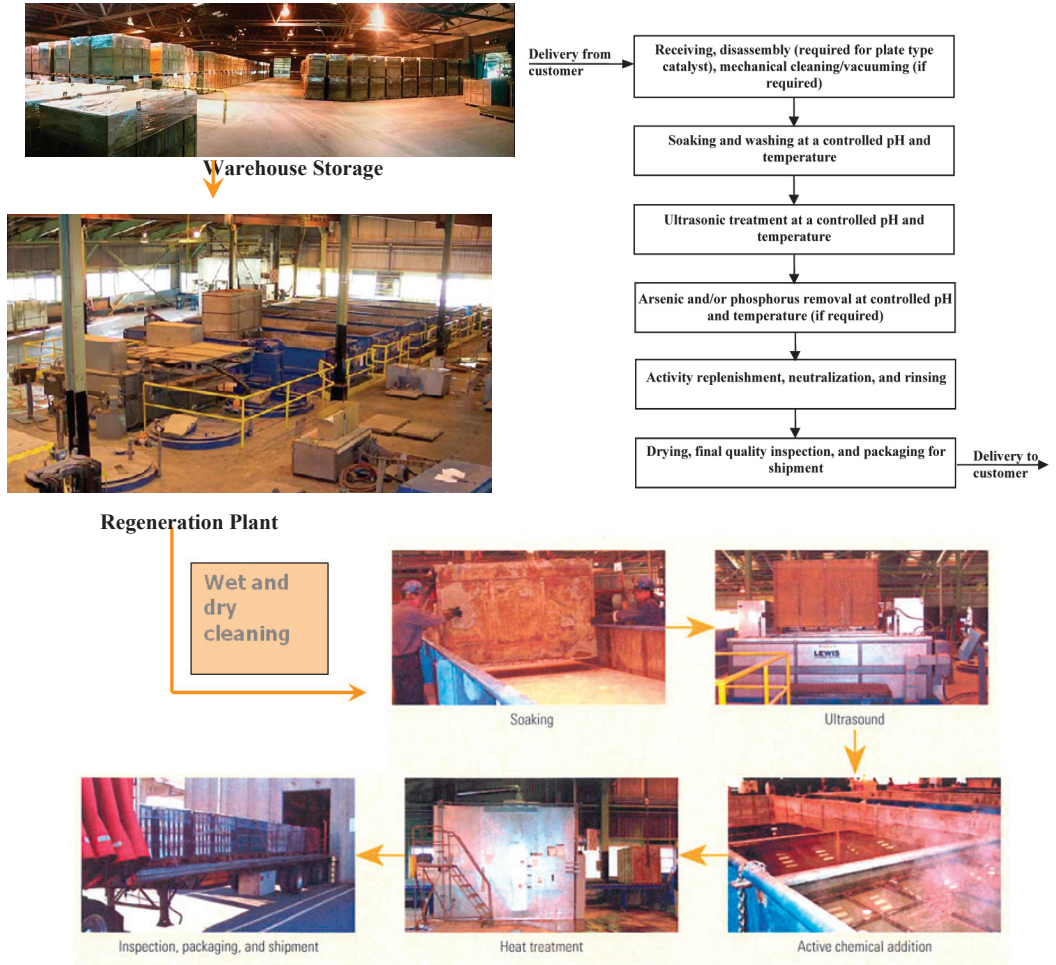 Warehouse Storage
Delivery from
customer
Receiving, disassembly (required for plate type
catalyst), mechanical cleaning/vacuuming (if
required)
Soaking and washing at a controlled pH and
temperature
Ultrasonic treatment at a controlled pH and
temperature
Arsenic and/or phosphorus removal at controlled pH
and temperature (if required)
Activity replenishment, neutralization, and rinsing
Drying, final quality inspection, and packaging for
shipment
Delivery to
customer
Regeneration Plant
Wet and
dry
cleaning
LEWIS
Soaking
Ultrasound
Inspection, packaging, and shipment
Heat treatment
Active chemical addition